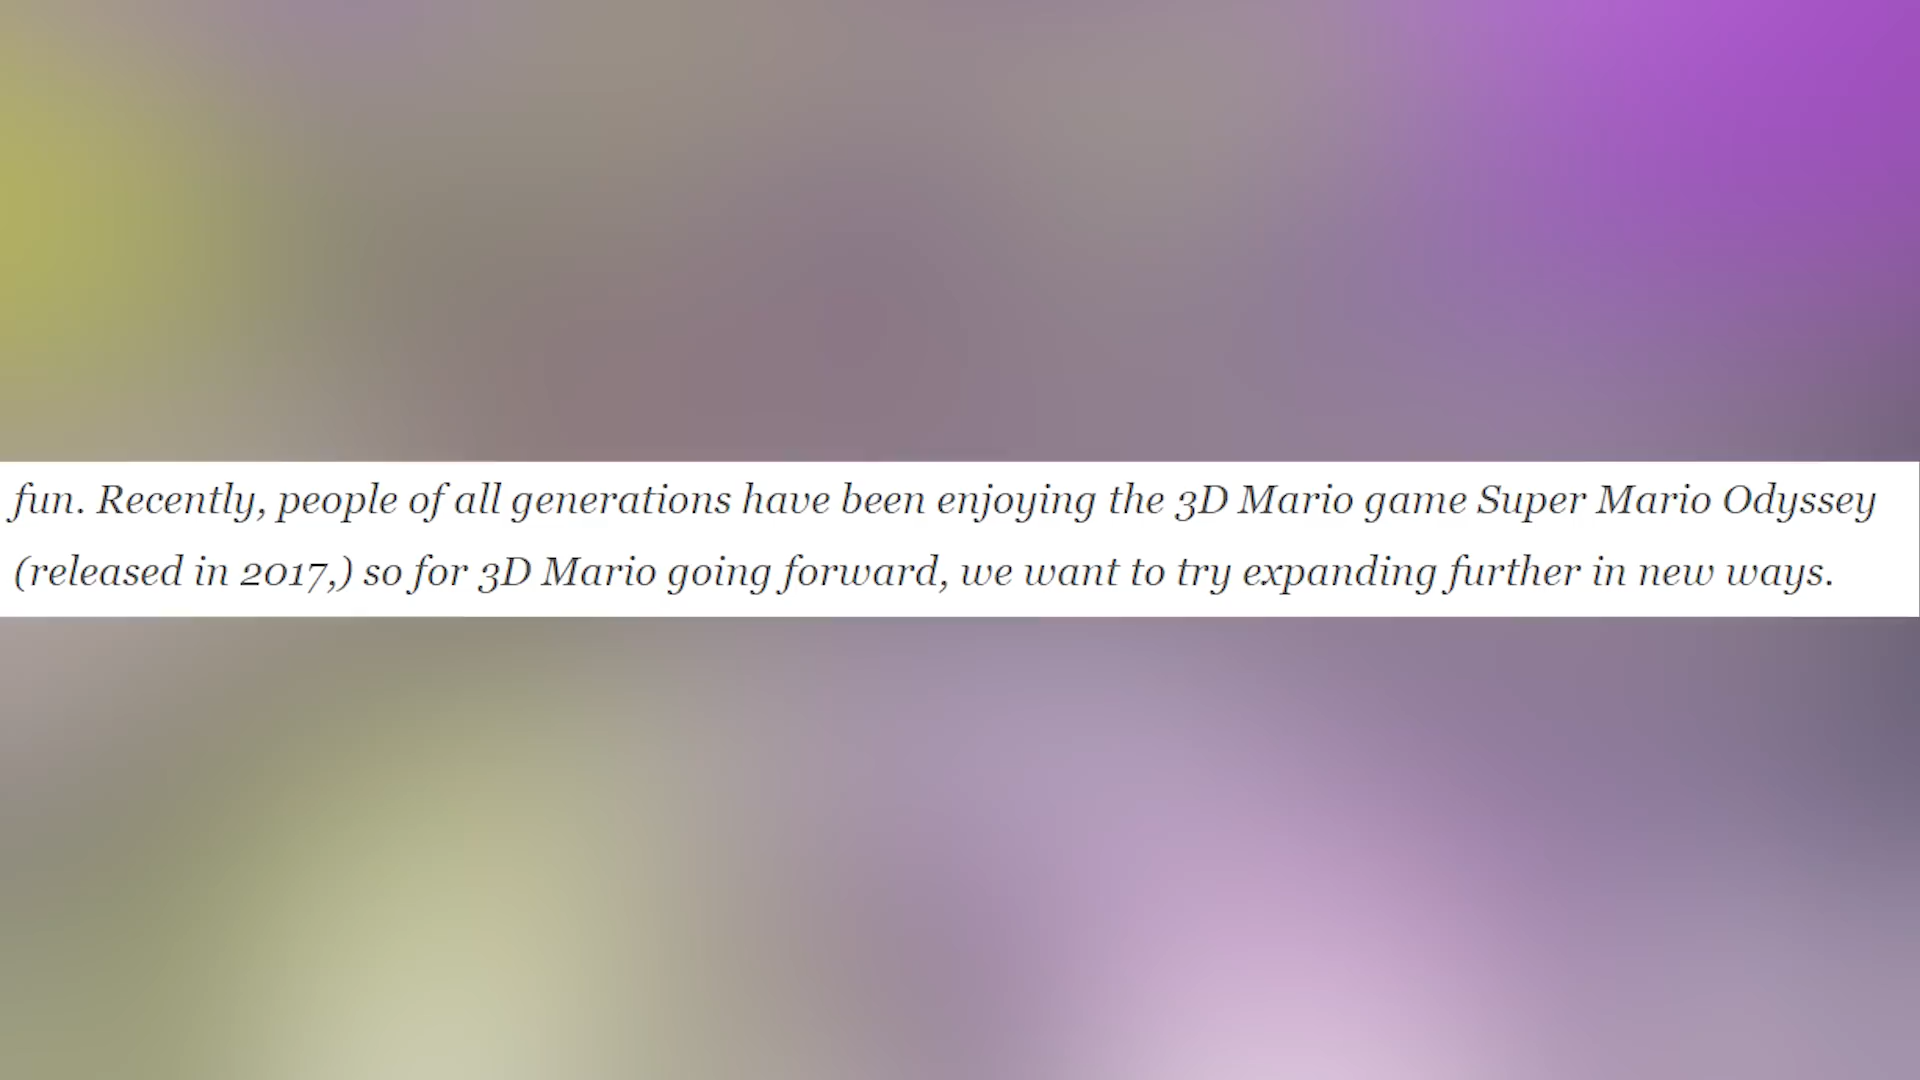 fun. Recently, people of all generations have been enjoying the 3D Mario game Super Mario Odyssey
(released in 2017,) so for 3D Mario going forward, we want to try expanding further in new ways.